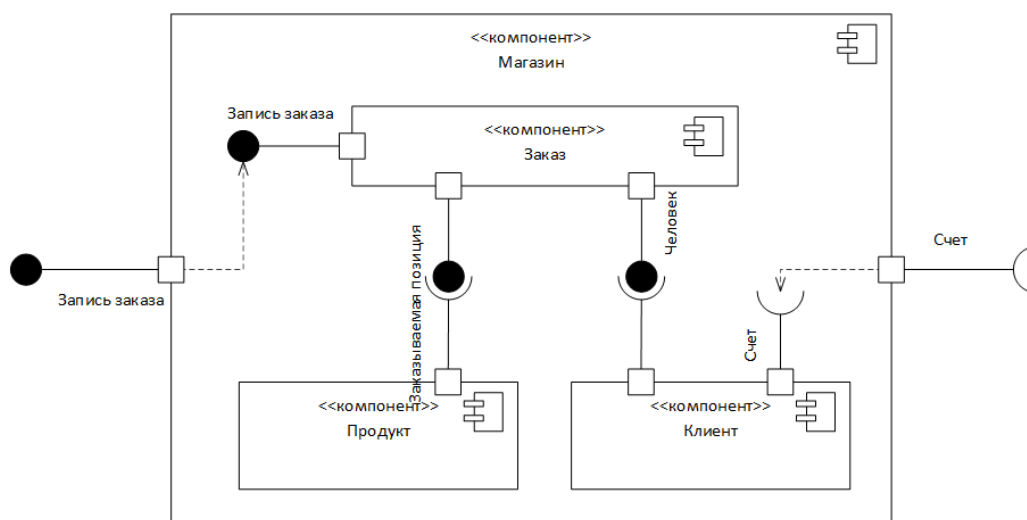 <<компонент>>
Магазин
Запись заказа
<<компонент>>
Заказ
Человек
Заказываемая позиция
Счет
Запись заказа
Счет
<<компонент>>
Продукт
<<компонент>>
Клиент